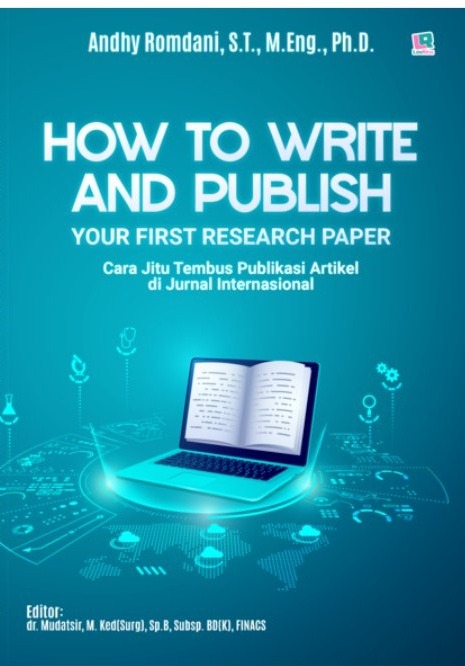 Andhy Romdani, S.T., M.Eng., Ph.D.
HOW TO WRITE
AND PUBLISH
YOUR FIRST RESEARCH PAPER
Cara Jitu Tembus Publikasi Artikel
di Jurnal Internasional
Editor:
dr. Mudatsir, M. Ked(Surg), Sp.B, Subsp. BD(K), FINACS